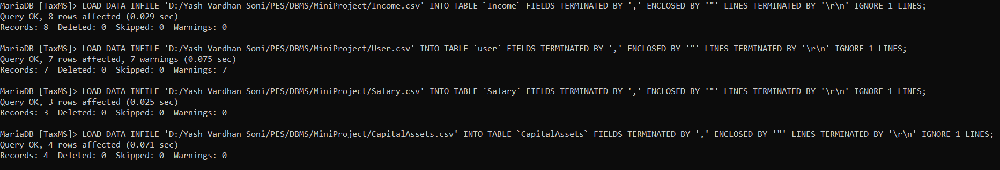 MariaDB [TaxMS]> LOAD DATA INFILE 'D:/Yash Vardhan Soni/PES/DBMS/MiniProject/Income.csv' INTO TABLE `Income` FIELDS TERMINATED BY ',' ENCLOSED BY '"' LINES TERMINATED BY '\r\n' IGNORE 1 LINES;
Query OK, 8 rows affected (0.029 sec)
Records: 8  Deleted: 0  Skipped: 0  Warnings: 0

MariaDB [TaxMS]> LOAD DATA INFILE 'D:/Yash Vardhan Soni/PES/DBMS/MiniProject/User.csv' INTO TABLE `user` FIELDS TERMINATED BY ',' ENCLOSED BY '"' LINES TERMINATED BY '\r\n' IGNORE 1 LINES;
Query OK, 7 rows affected, 7 warnings (0.075 sec)
Records: 7  Deleted: 0  Skipped: 0  Warnings: 7

MariaDB [TaxMS]> LOAD DATA INFILE 'D:/Yash Vardhan Soni/PES/DBMS/MiniProject/Salary.csv' INTO TABLE `Salary` FIELDS TERMINATED BY ',' ENCLOSED BY '"' LINES TERMINATED BY '\r\n' IGNORE 1 LINES;
Query OK, 3 rows affected (0.025 sec)
Records: 3  Deleted: 0  Skipped: 0  Warnings: 0

MariaDB [TaxMS]> LOAD DATA INFILE 'D:/Yash Vardhan Soni/PES/DBMS/MiniProject/CapitalAssets.csv' INTO TABLE `CapitalAssets` FIELDS TERMINATED BY ',' ENCLOSED BY '"' LINES TERMINATED BY '\r\n' IGNORE 1 LINES;
Query OK, 4 rows affected (0.071 sec)
Records: 4  Deleted: 0  Skipped: 0  Warnings: 0